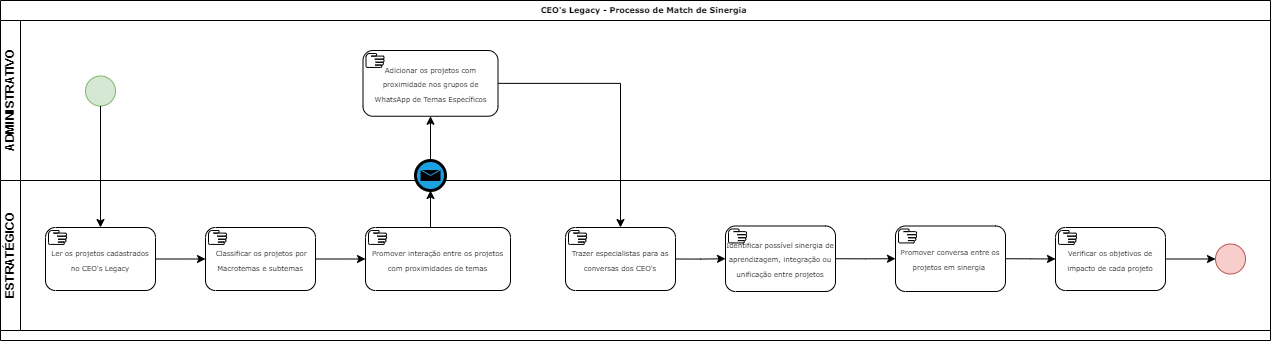 CEO's Legacy - Processo de Match de Sinergia
ADMINISTRATIVO
Adicionar os projetos com
proximidade nos grupos de
WhatsApp de Temas Específicos
ESTRATÉGICO
Ler os projetos cadastrados
no CEO's Legacy
Classificar os projetos por
Macrotemas e subtemas
Promover interação entre os projetos
com proximidades de temas
Trazer especialistas para as
conversas dos CEO's
Identificar possível sinergia de
aprendizagem, integração ou
unificação entre projetos
Promover conversa entre os
projetos em sinergia
Verificar os objetivos de
impacto de cada projeto